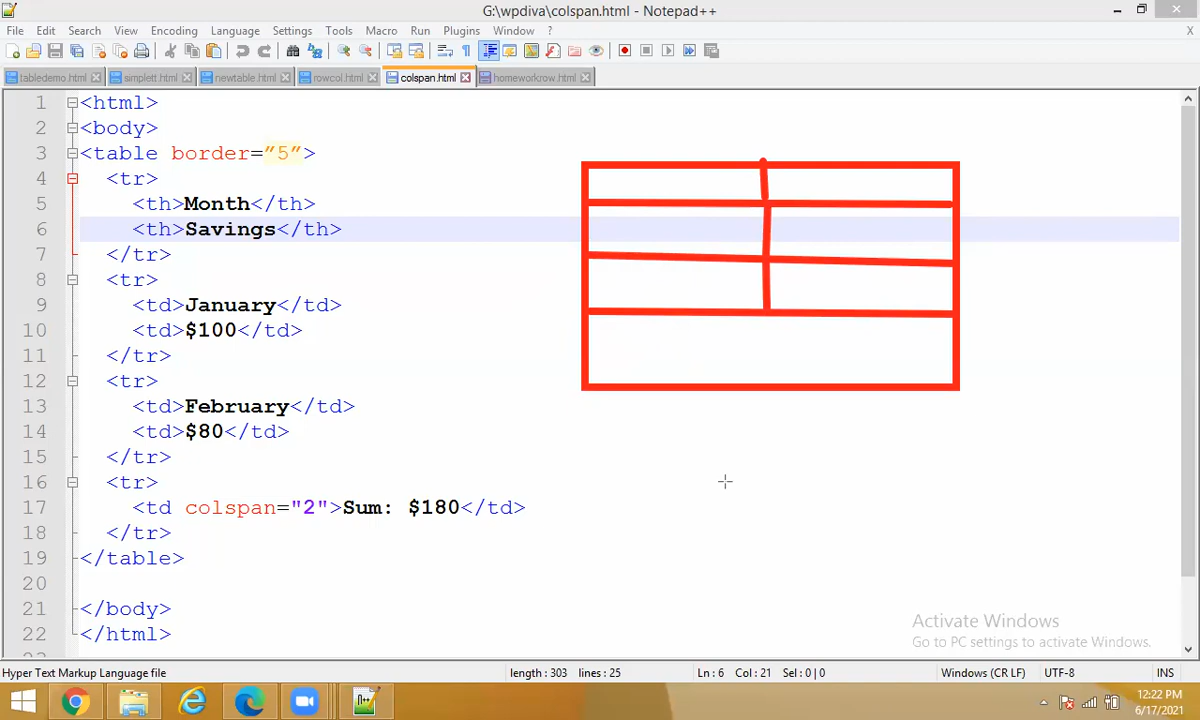 G:\wpdiva\colspan.html - Notepad++
File Edit Search View Encoding Language Settings Tools Macro Run Plugins Window ? X
tabledemo.html simplett.html newtable.html rowcol.html colspan.html homeworkrow.html
1 <html>
2 <body>
3 <table border=”5”>
4 <tr>
5 <th>Month</th>
6 <th>Savings</th>
7 </tr>
8 <tr>
9 <td>January</td>
10 <td>$100</td>
11 </tr>
12 <tr>
13 <td>February</td>
14 <td>$80</td>
15 </tr>
16 <tr>
17 <td colspan="2">Sum: $180</td>
18 </tr>
19 </table>
20
21 </body>
22 </html>
Activate Windows
Go to PC settings to activate Windows.
Hyper Text Markup Language file length : 303 lines : 25 Ln : 6 Col : 21 Sel : 0 | 0 Windows (CR LF) UTF-8 INS
12:22 PM
6/17/2021